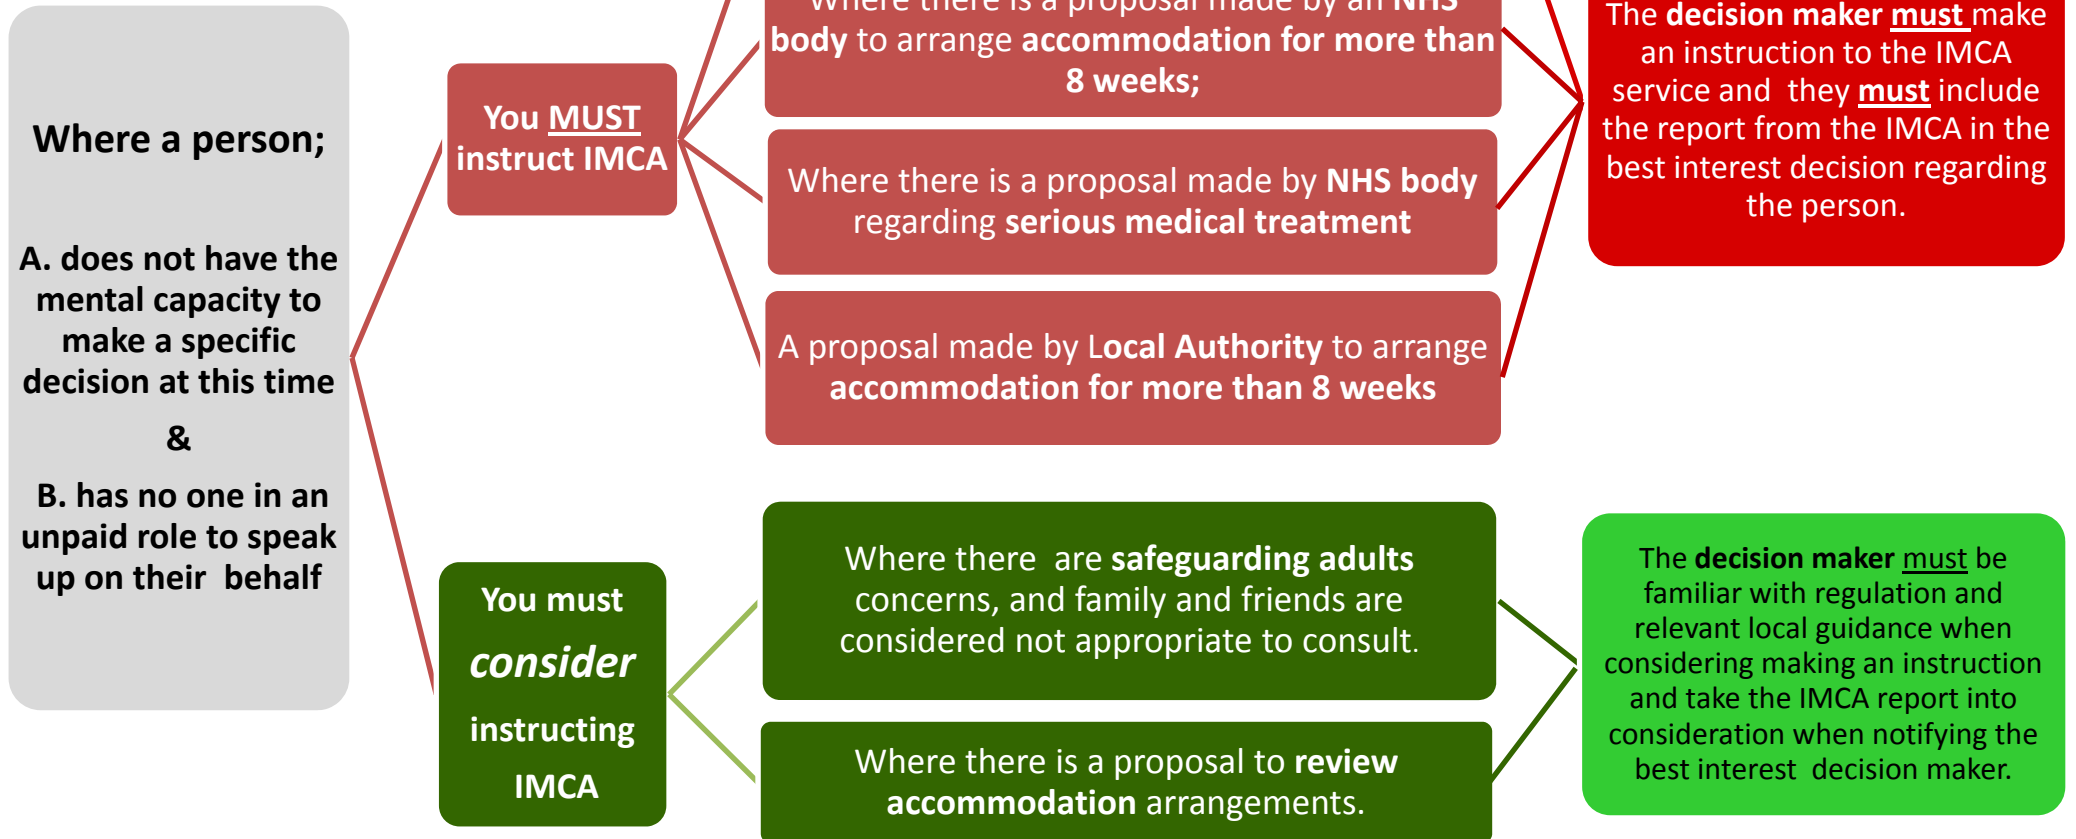 Where a person;
A. does not have the
mental capacity to
make a specific
decision at this time
&
B. has no one in an
unpaid role to speak
up on their behalf
You MUST
instruct IMCA
Where there is a proposal made by an NHS
body to arrange accommodation for more than
8 weeks;
Where there is a proposal made by NHS body
regarding serious medical treatment
A proposal made by Local Authority to arrange
accommodation for more than 8 weeks
The decision maker must make
an instruction to the IMCA
service and they must include
the report from the IMCA in the
best interest decision regarding
the person.
You must
consider
instructing
IMCA
Where there are safeguarding adults
concerns, and family and friends are
considered not appropriate to consult.
Where there is a proposal to review
accommodation arrangements.
The decision maker must be
familiar with regulation and
relevant local guidance when
considering making an instruction
and take the IMCA report into
consideration when notifying the
best interest decision maker.